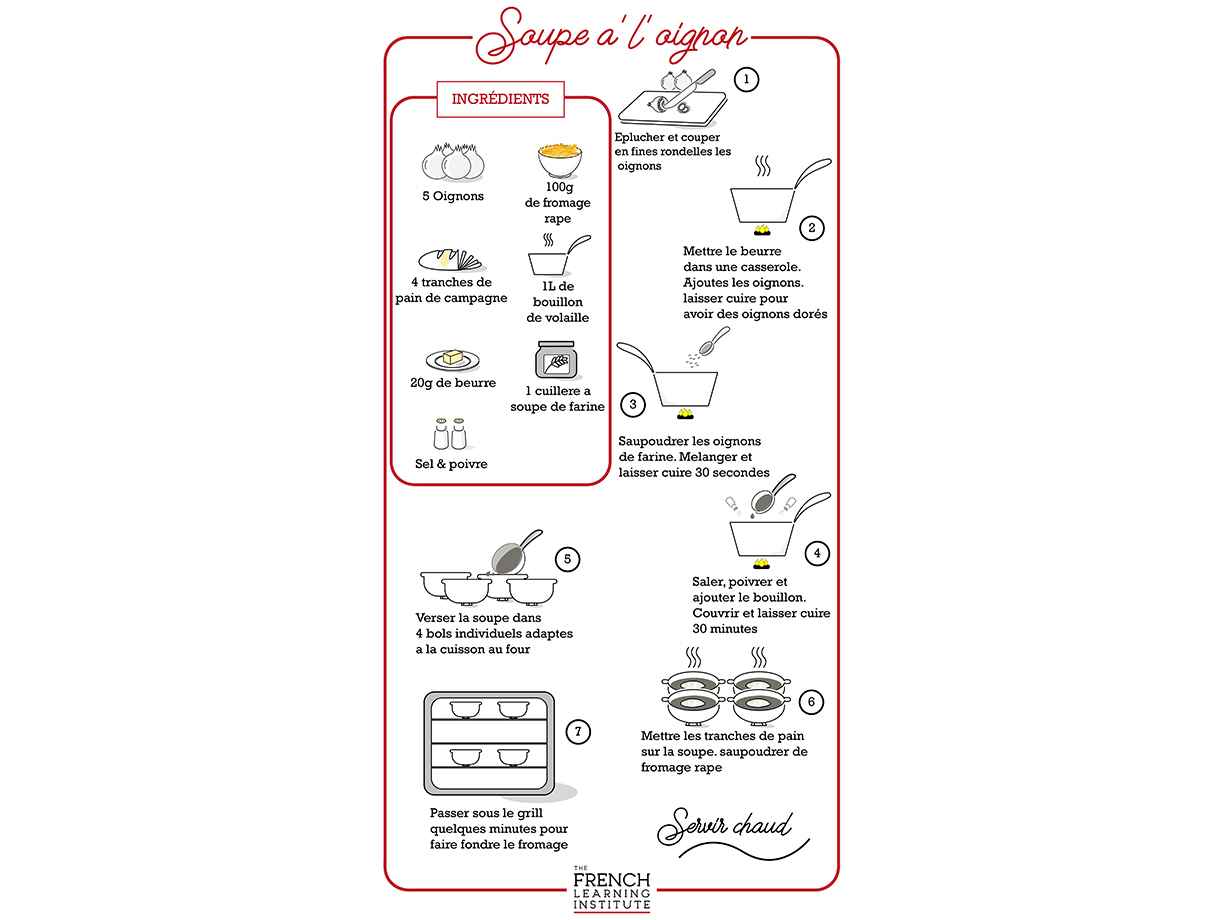 Soupe a' l' oignon
INGRÉDIENTS
5 Oignons
100g
de fromage
rape
4 tranches de
pain de campagne
1L de
bouillon
de volaille
20g de beurre
1 cuillere a
soupe de farine
Sel & poivre
1
Eplucher et couper
en fines rondelles les
oignons
2
Mettre le beurre
dans une casserole.
Ajoutes les oignons.
laisser cuire pour
avoir des oignons dorés
3
Saupoudrer les oignons
de farine. Melanger et
laisser cuire 30 secondes
4
Saler, poivrer et
ajouter le bouillon.
Couvrir et laisser cuire
30 minutes
5
Verser la soupe dans
4 bols individuels adaptes
a la cuisson au four
6
Mettre les tranches de pain
sur la soupe. saupoudrer de
fromage rape
7
Passer sous le grill
quelques minutes pour
faire fondre le fromage
Servir chaud
THE
FRENCH
LEARNING
INSTITUTE